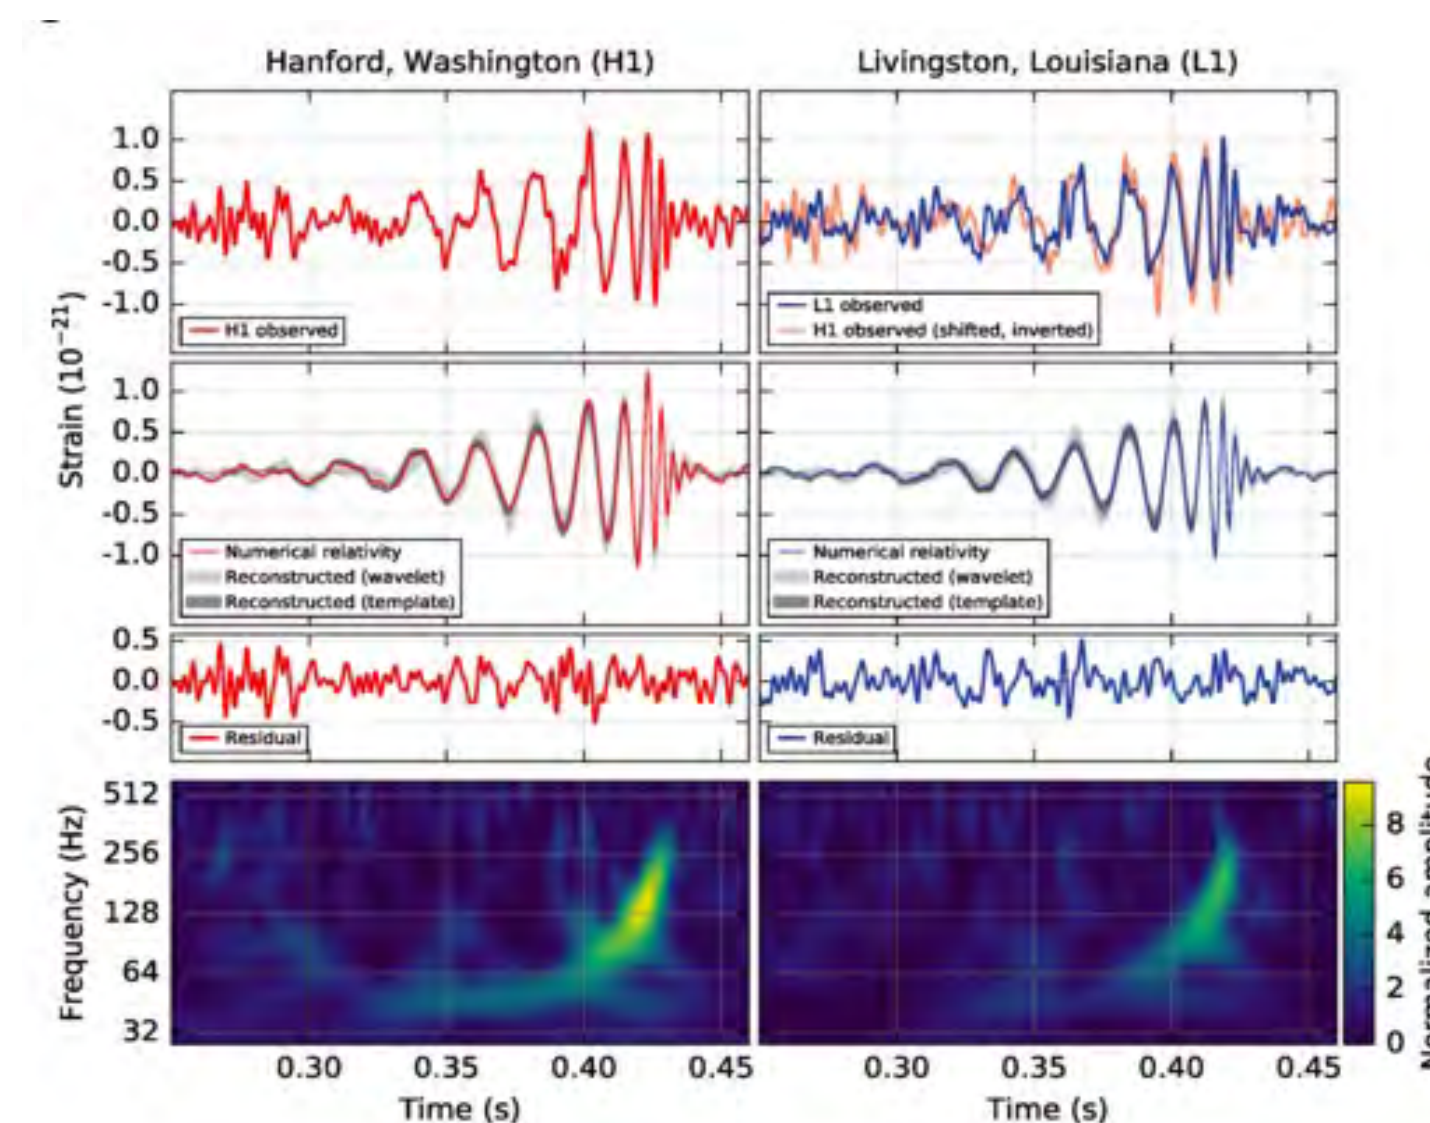 Hanford, Washington (H1)
Livingston, Louisiana (L1)
Strain (10⁻²¹)
1.0
0.5
0.0
-0.5
-1.0
H1 observed
L1 observed
H1 observed (shifted, inverted)
1.0
0.5
0.0
-0.5
-1.0
Numerical relativity
Reconstructed (wavelet)
Reconstructed (template)
Numerical relativity
Reconstructed (wavelet)
Reconstructed (template)
0.5
0.0
-0.5
Residual
Residual
Frequency (Hz)
512
256
128
64
32
8
6
4
2
0
Normalized amplitude
0.30
0.35
0.40
0.45
0.30
0.35
0.40
0.45
Time (s)
Time (s)